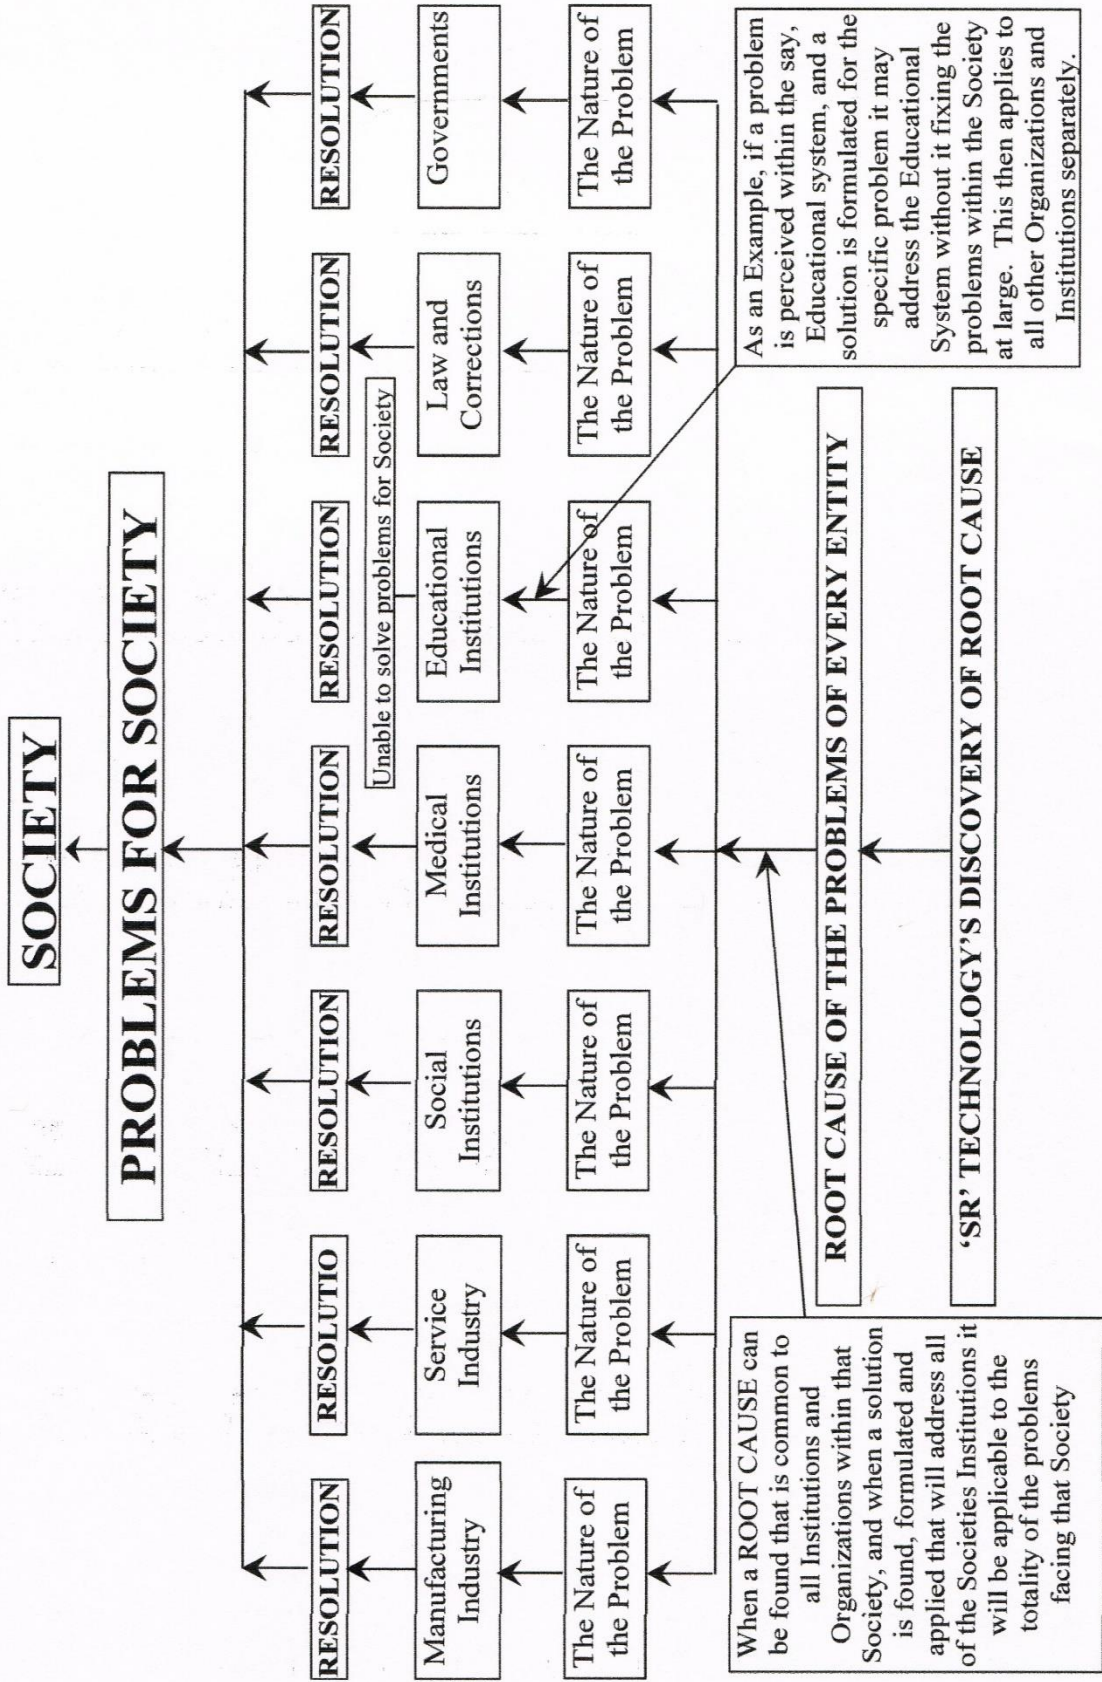 SOCIETY
PROBLEMS FOR SOCIETY
RESOLUTION
RESOLUTIO
RESOLUTION
RESOLUTION
RESOLUTION
RESOLUTION
RESOLUTION
Unable to solve problems for Society
Manufacturing
Industry
Service
Industry
Social
Institutions
Medical
Institutions
Educational
Institutions
Law and
Corrections
Governments
The Nature of
the Problem
The Nature of
the Problem
The Nature of
the Problem
The Nature of
the Problem
The Nature of
the Problem
The Nature of
the Problem
The Nature of
the Problem
When a ROOT CAUSE can
be found that is common to
all Institutions and
Organizations within that
Society, and when a solution
is found, formulated and
applied that will address all
of the Societies Institutions it
will be applicable to the
totality of the problems
facing that Society
ROOT CAUSE OF THE PROBLEMS OF EVERY ENTITY
‘SR’ TECHNOLOGY’S DISCOVERY OF ROOT CAUSE
As an Example, if a problem
is perceived within the say,
Educational system, and a
solution is formulated for the
specific problem it may
address the Educational
System without it fixing the
problems within the Society
at large. This then applies to
all other Organizations and
Institutions separately.